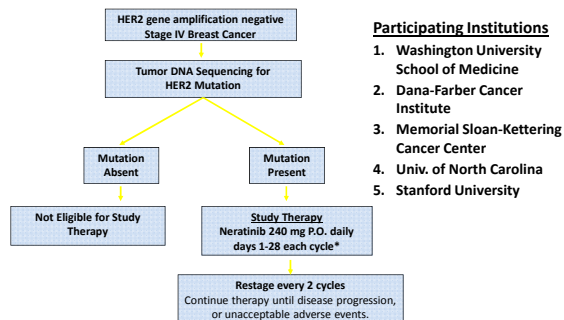 HER2 gene amplification negative
Stage IV Breast Cancer
Tumor DNA Sequencing for
HER2 Mutation
Mutation
Absent
Mutation
Present
Not Eligible for Study
Therapy
Study Therapy
Neratinib 240 mg P.O. daily
days 1-28 each cycle*
Restage every 2 cycles
Continue therapy until disease progression,
or unacceptable adverse events.
Participating Institutions
1. Washington University
School of Medicine
2. Dana-Farber Cancer
Institute
3. Memorial Sloan-Kettering
Cancer Center
4. Univ. of North Carolina
5. Stanford University